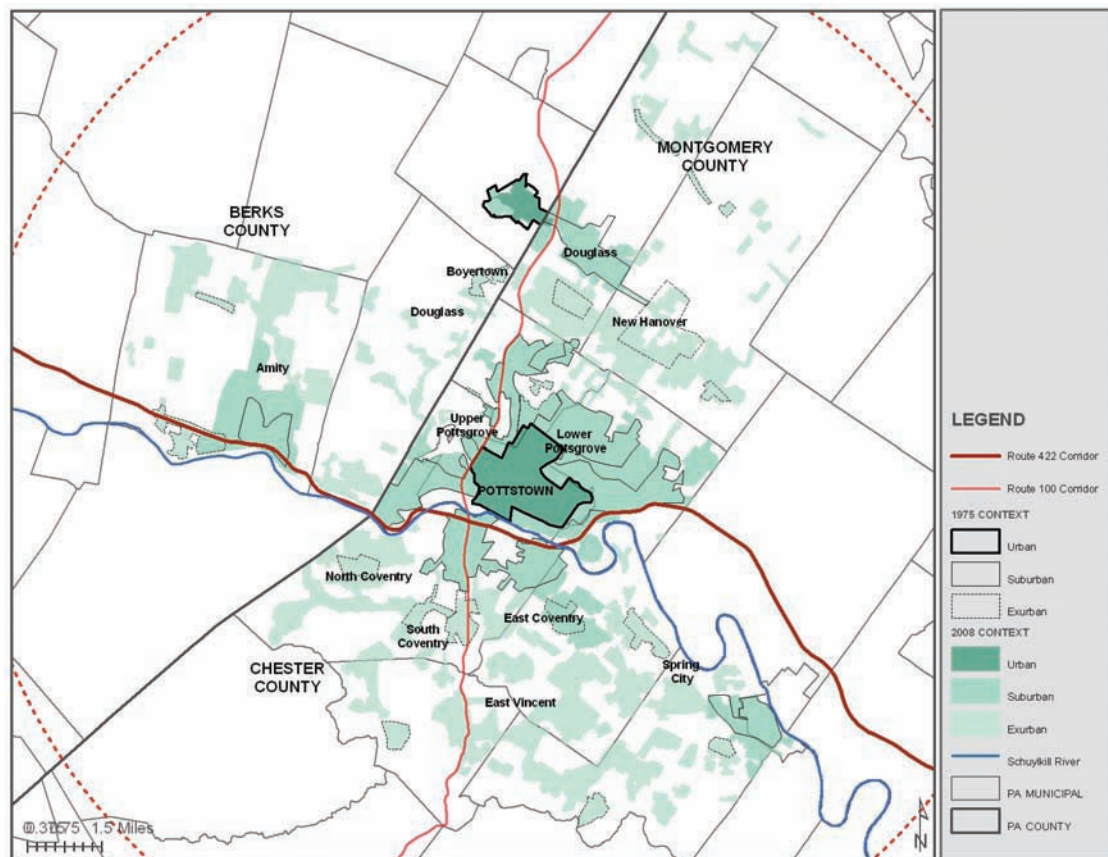 MONTGOMERY
COUNTY
BERKS
COUNTY
Douglass
Boyertown
Douglass
New Hanover
Amity
Upper
Pottsgrove
Lower
Pottsgrove
POTTSTOWN
North Coventry
East Coventry
South
Coventry
Spring
City
CHESTER
COUNTY
East Vincent
1.5 Miles
N
LEGEND
Route 422 Corridor
Route 100 Corridor
1975 CONTEXT
Urban
Suburban
Exurban
2008 CONTEXT
Urban
Suburban
Exurban
Schuylkill River
PA MUNICIPAL
PA COUNTY